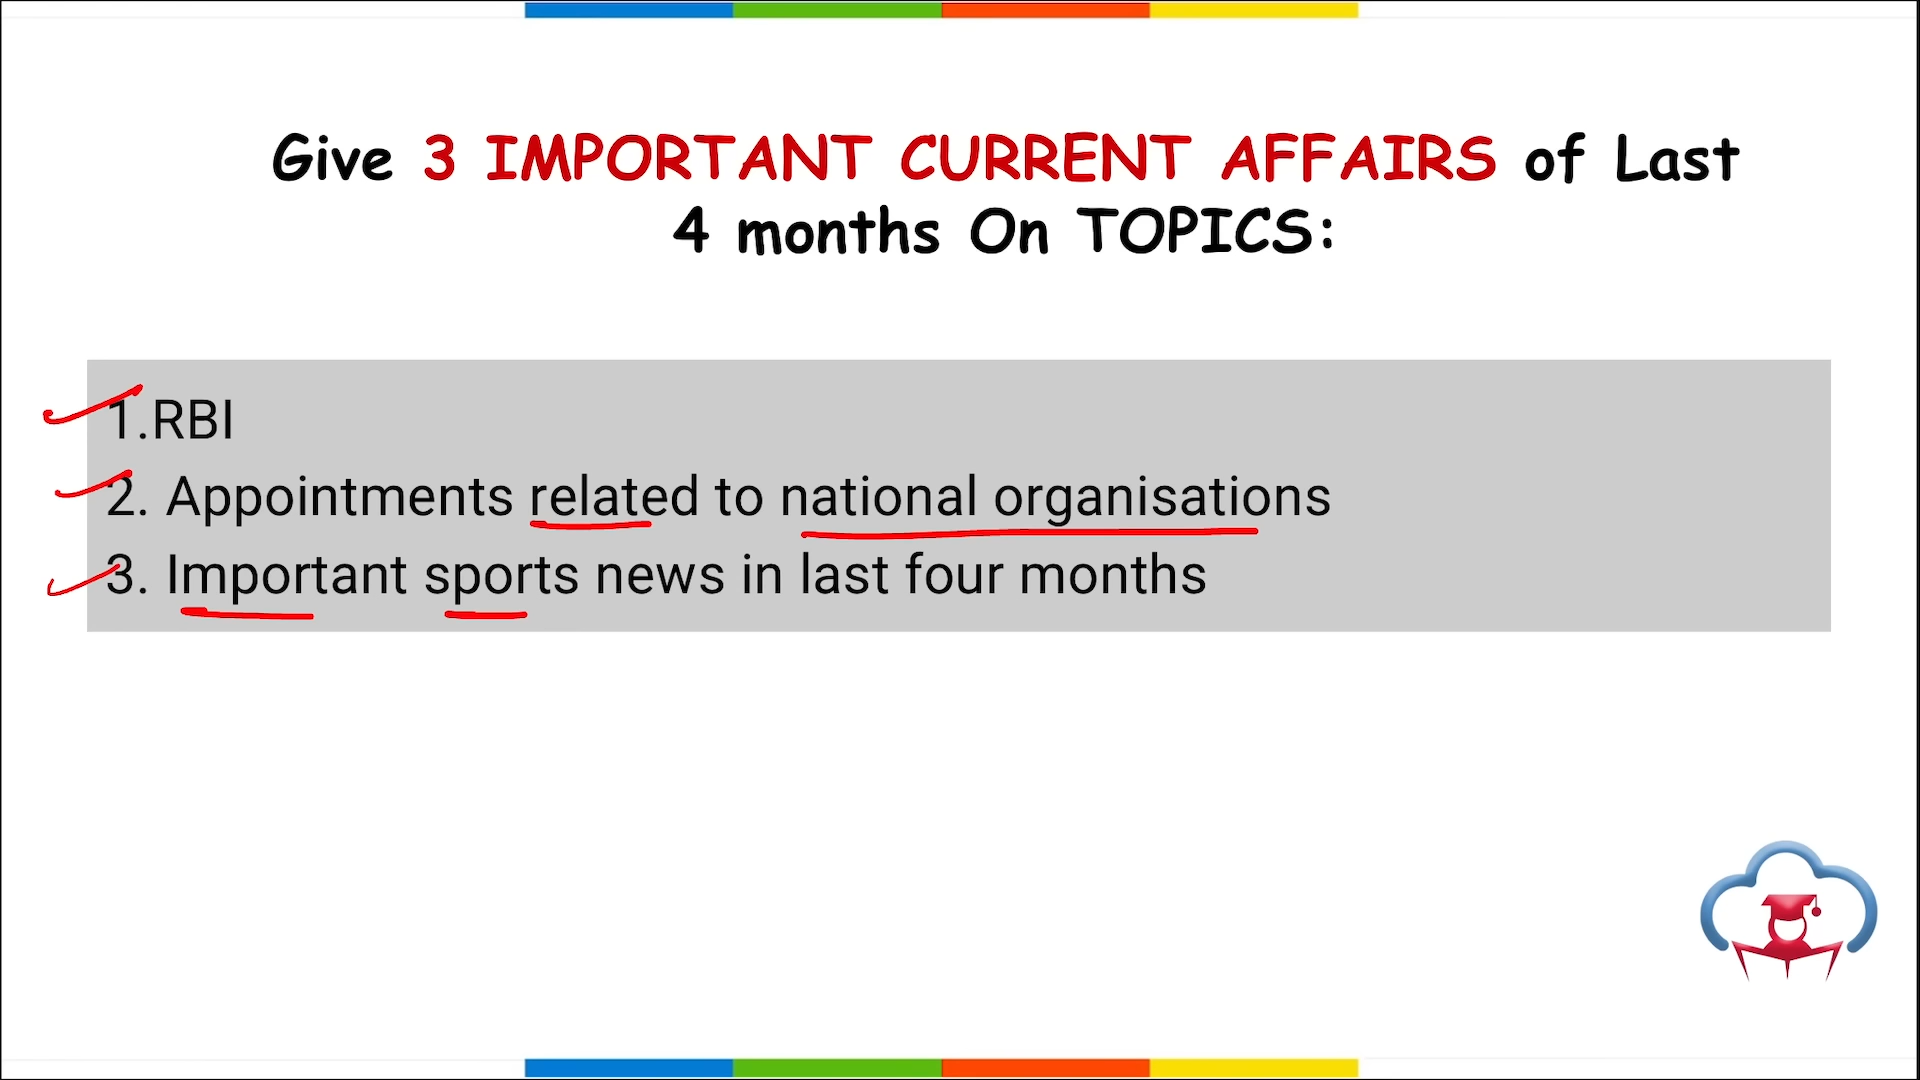 Give 3 IMPORTANT CURRENT AFFAIRS of Last
4 months On TOPICS:
1.RBI
2. Appointments related to national organisations
3. Important sports news in last four months